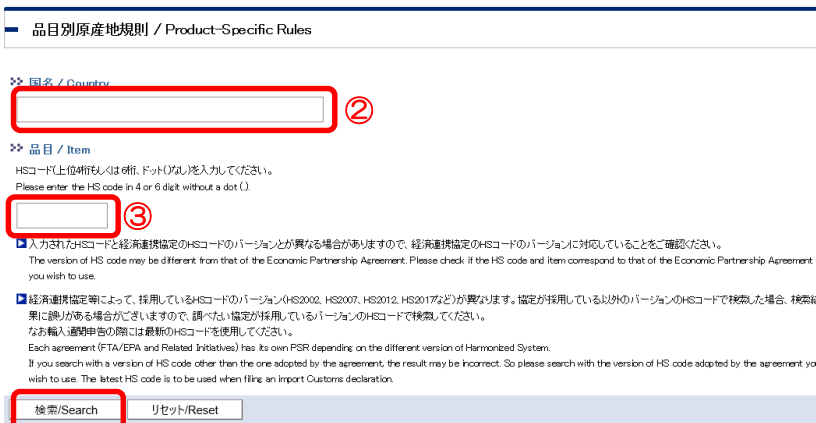 品目別原産地規則 / Product-Specific Rules
国名 / Country
②
品目 / Item
HSコード(上位4桁もしくは6桁、ドット(.)なし)を入力してください。
Please enter the HS code in 4 or 6 digit without a dot (.).
③
入力されたHSコードと経済連携協定のHSコードのバージョンとが異なる場合がありますので、経済連携協定のHSコードのバージョンに対応していることをご確認ください。
The version of HS code may be different from that of the Economic Partnership Agreement. Please check if the HS code and item correspond to that of the Economic Partnership Agreement
you wish to use.
経済連携協定等によって、採用しているHSコードのバージョン(HS2002, HS2007, HS2012, HS2017など)が異なります。協定が採用している以外のバージョンのHSコードで検索した場合、検索結
果に誤りがある場合がございますので、調べたい協定が採用しているバージョンのHSコードで検索してください。
なお輸入通関申告の際には最新のHSコードを使用してください。
Each agreement (FTA/EPA and Related Initiatives) has its own PSR depending on the different version of Harmonized System.
If you search with a version of HS code other than the one adopted by the agreement, the result may be incorrect. So please search with the version of HS code adopted by the agreement you
wish to use. The latest HS code is to be used when filing an import Customs declaration.
検索/Search リセット/Reset